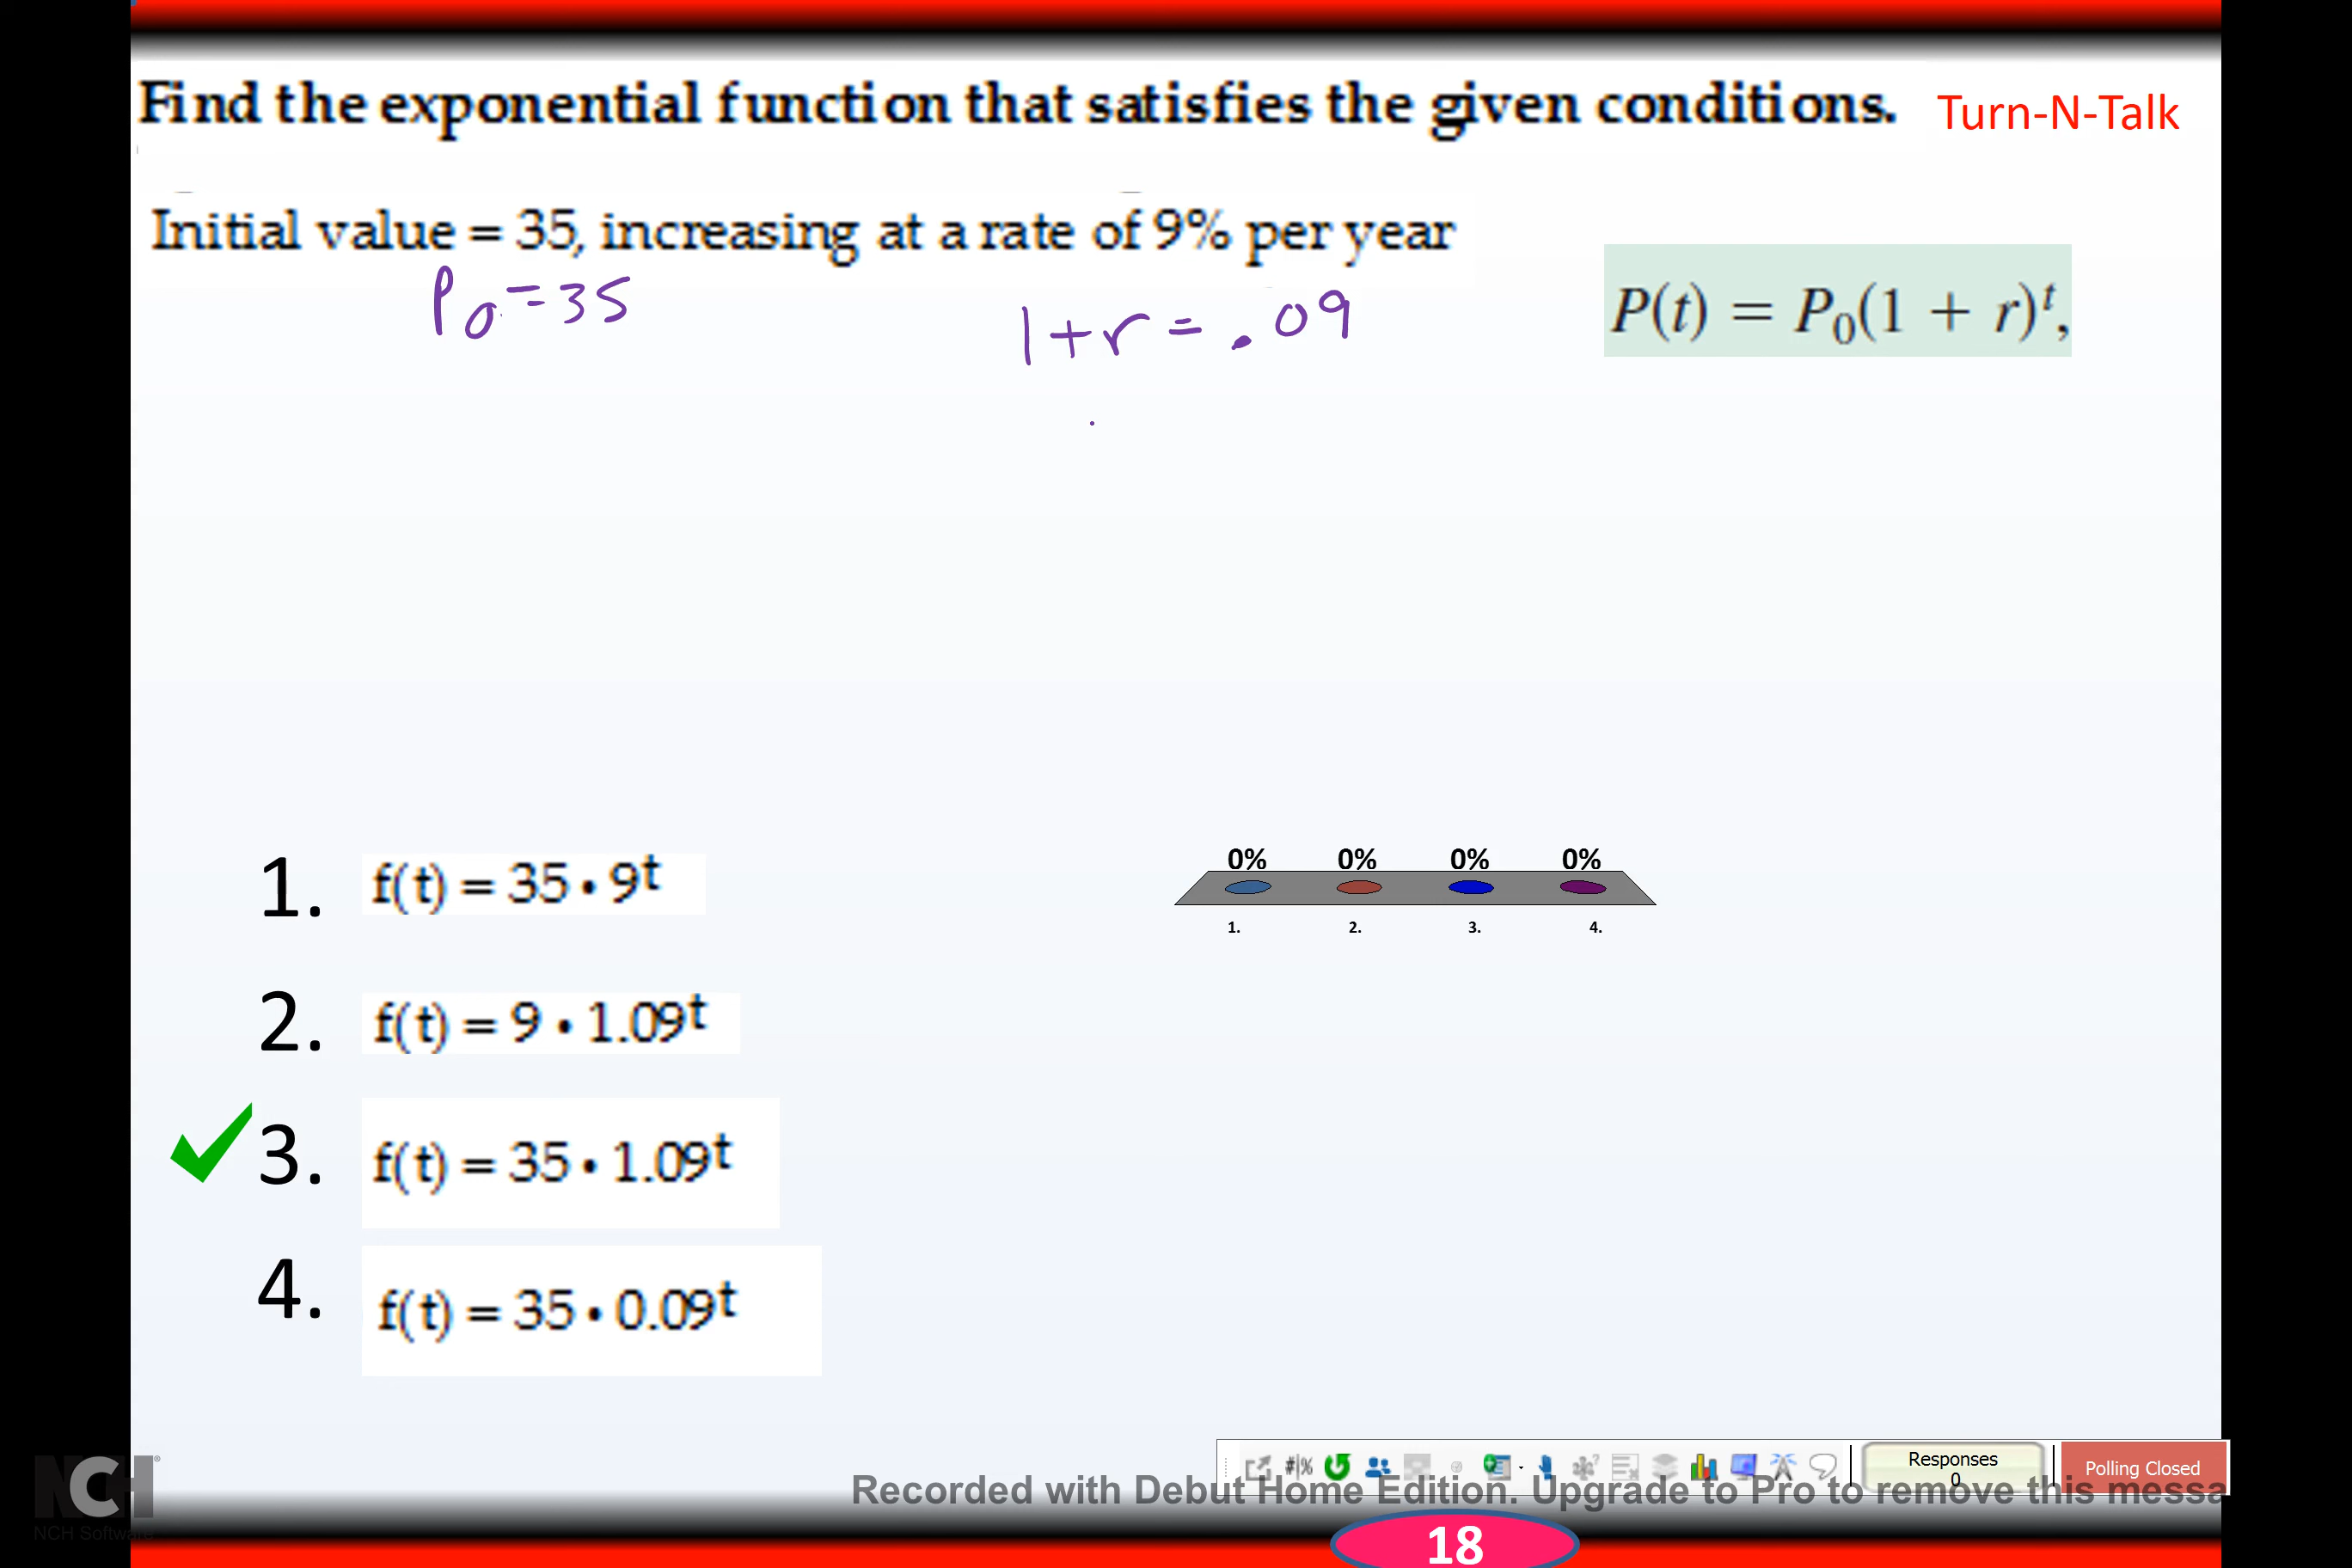 Find the exponential function that satisfies the given conditions. Turn-N-Talk
Initial value = 35, increasing at a rate of 9% per year
P₀ = 35
1 + r = .09
P(t) = P₀(1 + r)ᵗ,
1. f(t) = 35 • 9ᵗ
2. f(t) = 9 • 1.09ᵗ
3. f(t) = 35 • 1.09ᵗ
4. f(t) = 35 • 0.09ᵗ
0% 0% 0% 0%
1. 2. 3. 4.
#|%
Responses
0
Polling Closed
Recorded with Debut Home Edition. Upgrade to Pro to remove this messa
NCH®
NCH Software
18